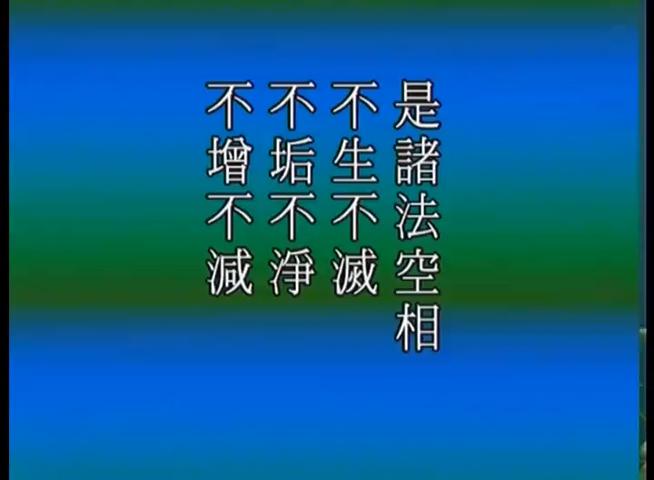 是諸法空相
不生不滅
不垢不淨
不增不減